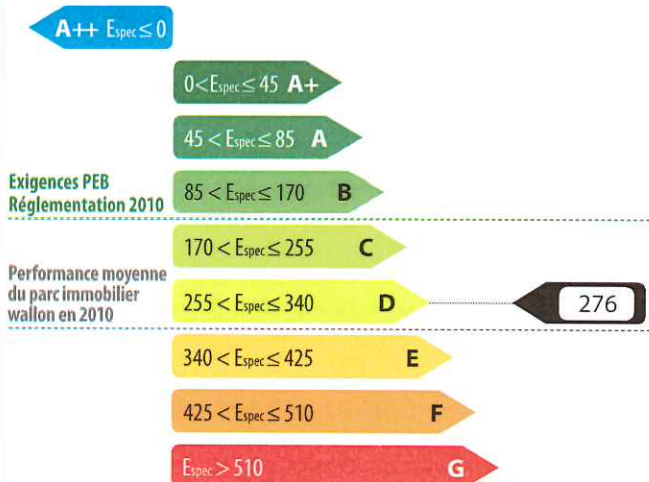 A++ Espec ≤ 0
0 < Espec ≤ 45 A+
45 < Espec ≤ 85 A
Exigences PEB
Réglementation 2010
85 < Espec ≤ 170 B
170 < Espec ≤ 255 C
Performance moyenne
du parc immobilier
wallon en 2010
255 < Espec ≤ 340 D
276
340 < Espec ≤ 425 E
425 < Espec ≤ 510 F
Espec > 510 G